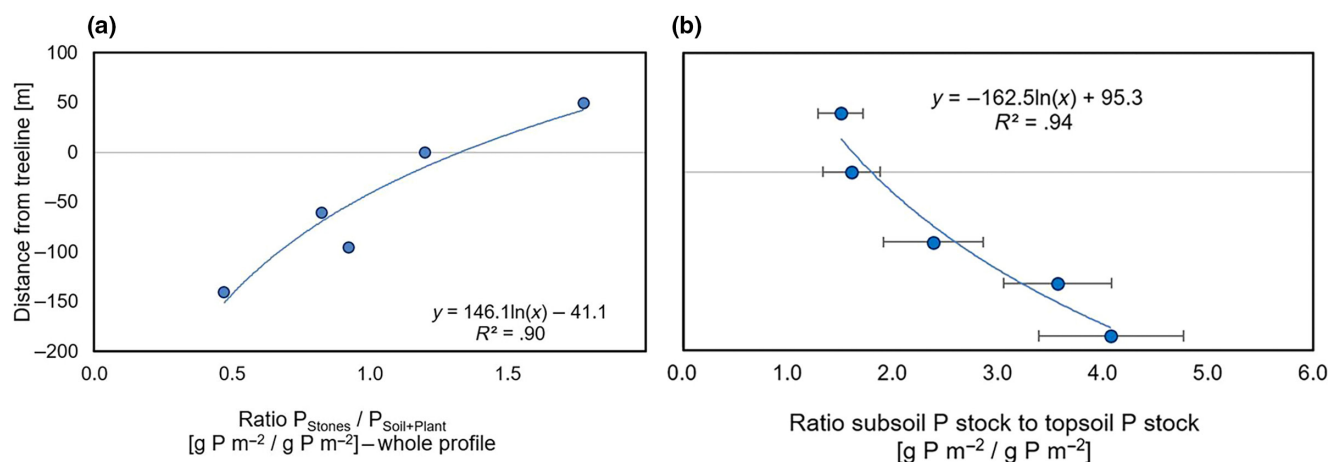 (a)
100
50
0
–50
–100
–150
–200
Distance from treeline [m]
y = 146.1ln(x) – 41.1
R² = .90
0.0 0.5 1.0 1.5
Ratio PStones / PSoil+Plant
[g P m–2 / g P m–2]–whole profile
(b)
y = –162.5ln(x) + 95.3
R² = .94
0.0 1.0 2.0 3.0 4.0 5.0 6.0
Ratio subsoil P stock to topsoil P stock
[g P m–2 / g P m–2]